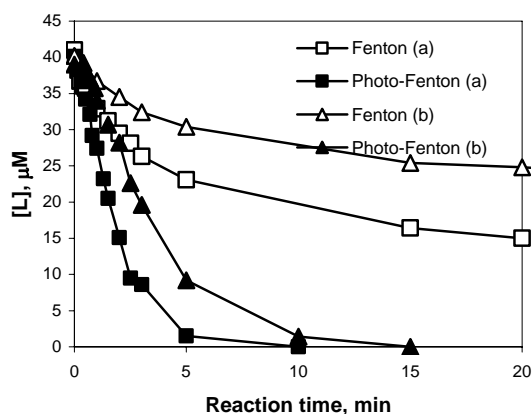 45
40
35
30
25
20
15
10
5
0
[L], μM
Fenton (a)
Photo-Fenton (a)
Fenton (b)
Photo-Fenton (b)
0 5 10 15 20
Reaction time, min